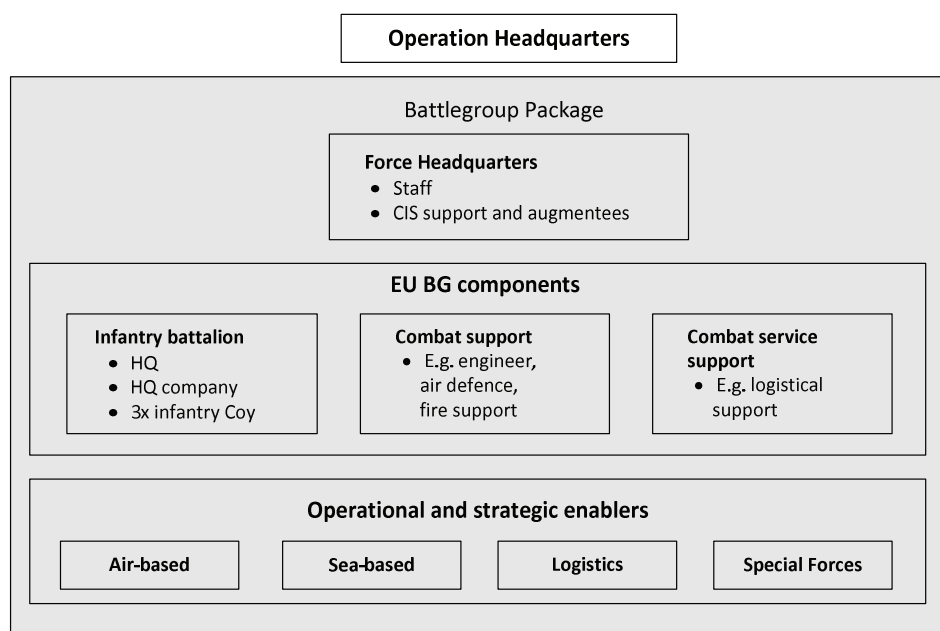 Operation Headquarters
Battlegroup Package
Force Headquarters
• Staff
• CIS support and augmentees
EU BG components
Infantry battalion
• HQ
• HQ company
• 3x infantry Coy
Combat support
• E.g. engineer,
air defence,
fire support
Combat service
support
• E.g. logistical
support
Operational and strategic enablers
Air-based
Sea-based
Logistics
Special Forces